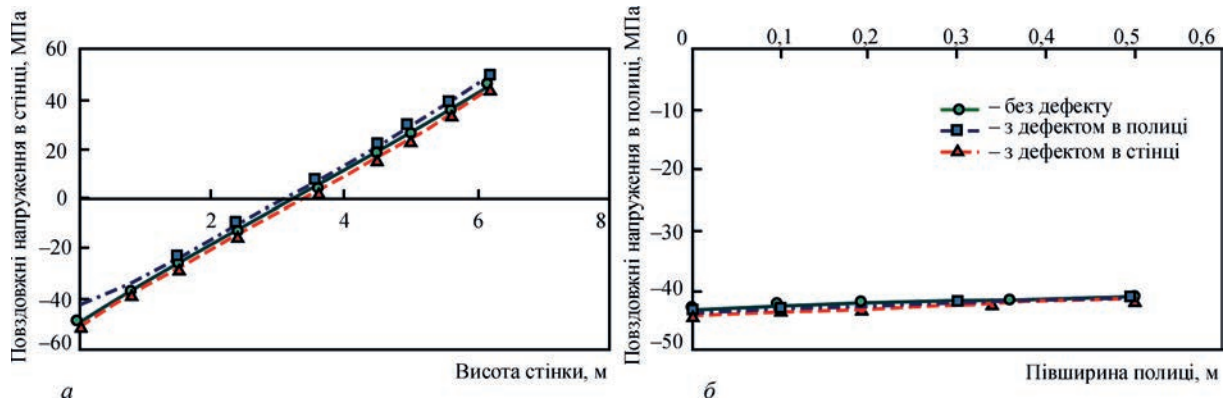 Повздовжні напруження в стінці, МПа
60
40
20
0
–20
–40
–60
2
4
6
8
Висота стінки, м
а
Повздовжні напруження в полиці, МПа
0
0,1
0,2
0,3
0,4
0,5
0,6
–10
–20
–30
–40
–50
– без дефекту
– з дефектом в полиці
– з дефектом в стінці
Півширина полиці, м
б